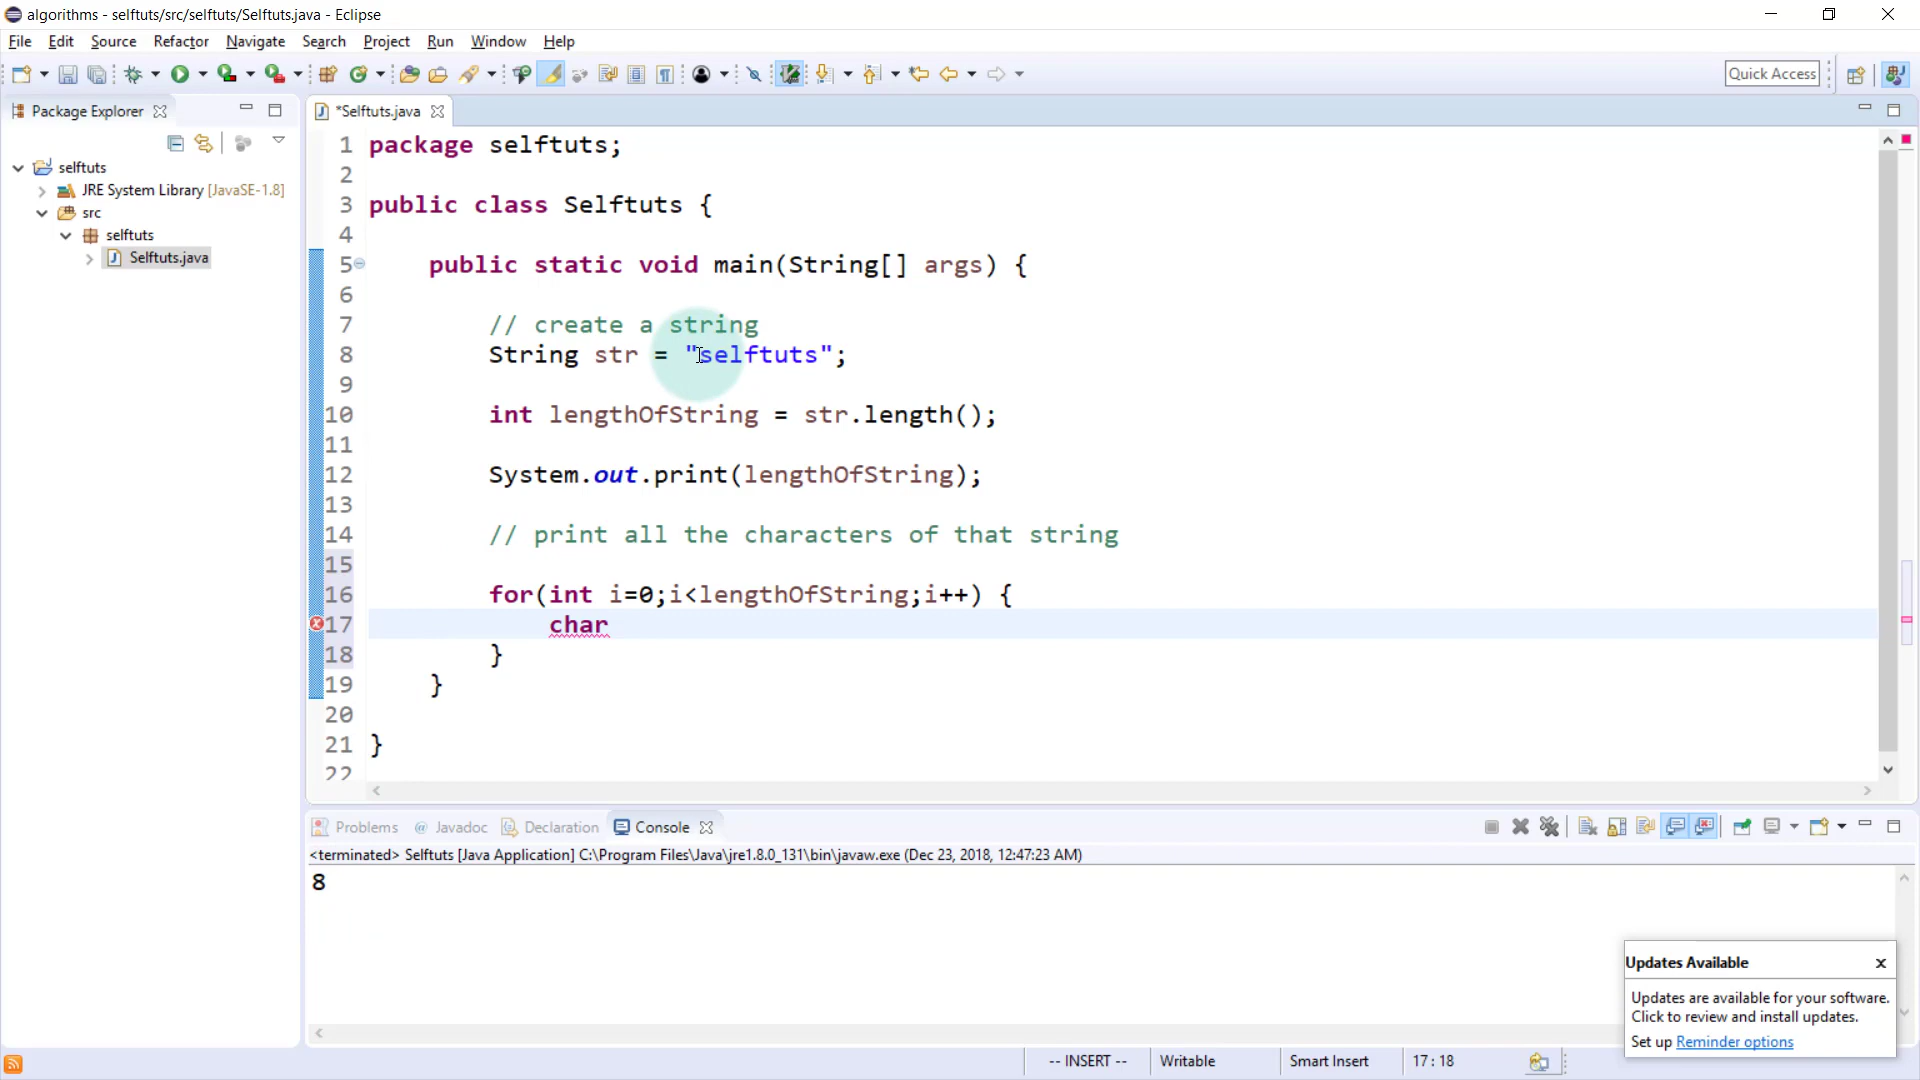 algorithms - selftuts/src/selftuts/Selftuts.java - Eclipse
File Edit Source Refactor Navigate Search Project Run Window Help
Quick Access
Package Explorer
*Selftuts.java
selftuts
JRE System Library [JavaSE-1.8]
src
selftuts
Selftuts.java
1 package selftuts;
2
3 public class Selftuts {
4
5 public static void main(String[] args) {
6
7 // create a string
8 String str = "selftuts";
9
10 int lengthOfString = str.length();
11
12 System.out.print(lengthOfString);
13
14 // print all the characters of that string
15
16 for(int i=0;i<lengthOfString;i++) {
17 char
18 }
19 }
20
21 }
22
Problems @ Javadoc Declaration Console
<terminated> Selftuts [Java Application] C:\Program Files\Java\jre1.8.0_131\bin\javaw.exe (Dec 23, 2018, 12:47:23 AM)
8
Updates Available
Updates are available for your software.
Click to review and install updates.
Set up Reminder options
-- INSERT -- Writable Smart Insert 17 : 18